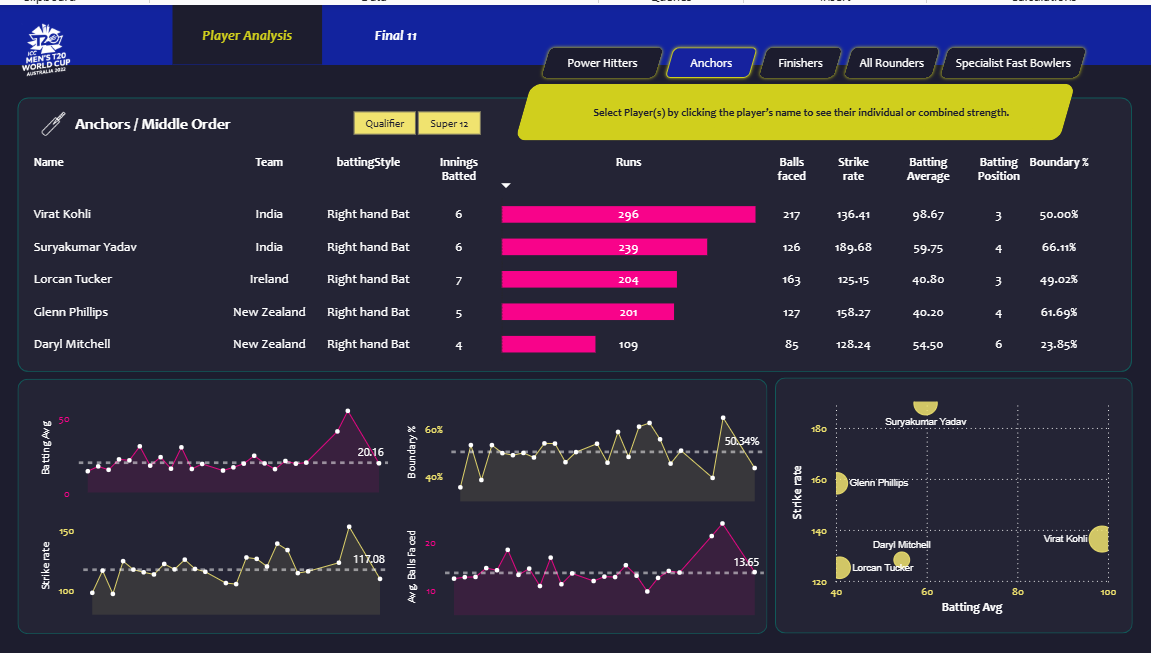 Clipboard Data Queries Insert Calculations
ICC
MEN'S T20
WORLD CUP
AUSTRALIA 2022
Player Analysis Final 11
Power Hitters Anchors Finishers All Rounders Specialist Fast Bowlers
Select Player(s) by clicking the player's name to see their individual or combined strength.
Anchors / Middle Order Qualifier Super 12
Name Team battingStyle Innings Batted Runs Balls faced Strike rate Batting Average Batting Position Boundary %
Virat Kohli India Right hand Bat 6 296 217 136.41 98.67 3 50.00%
Suryakumar Yadav India Right hand Bat 6 239 126 189.68 59.75 4 66.11%
Lorcan Tucker Ireland Right hand Bat 7 204 163 125.15 40.80 3 49.02%
Glenn Phillips New Zealand Right hand Bat 5 201 127 158.27 40.20 4 61.69%
Daryl Mitchell New Zealand Right hand Bat 4 109 85 128.24 54.50 6 23.85%
Batting Avg
50
0
20.16
Boundary %
60%
40%
50.34%
Strike rate
150
100
117.08
Avg. Balls Faced
20
10
13.65
Strike rate
180
160
140
120
Suryakumar Yadav
Glenn Phillips
Virat Kohli
Daryl Mitchell
Lorcan Tucker
40 60 80 100
Batting Avg